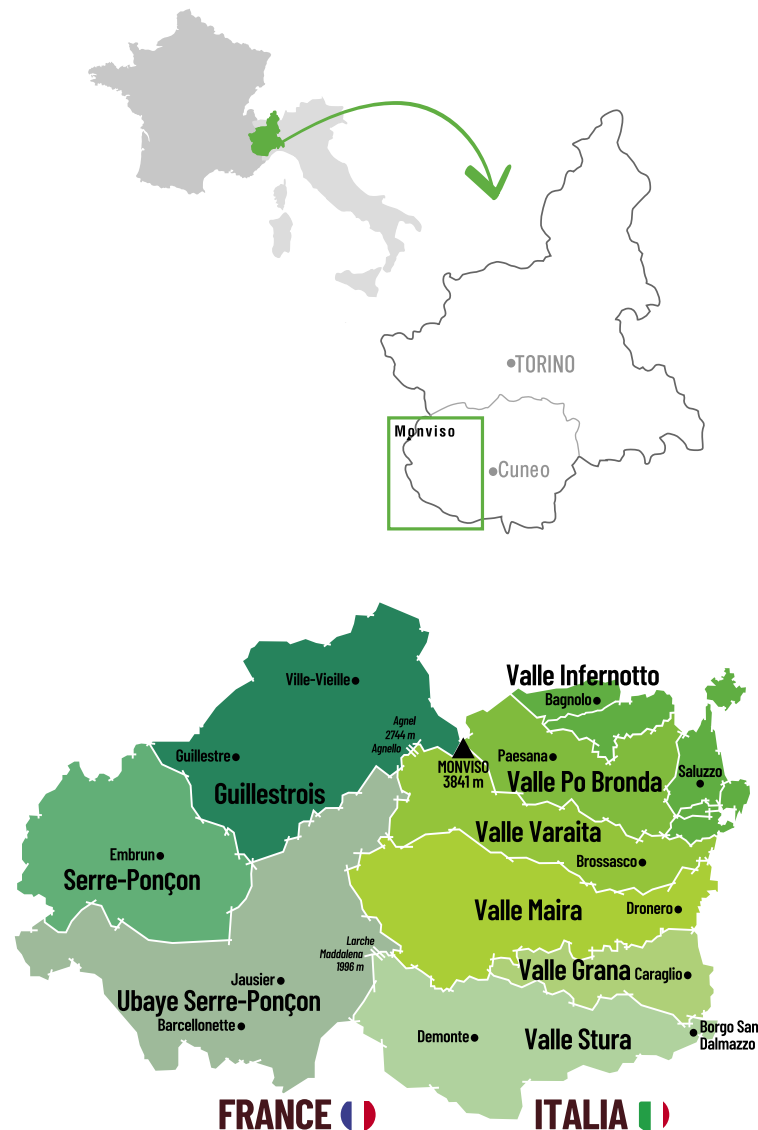 TORINO
Monviso
Cuneo
Valle Infernotto
Ville-Vieille
Bagnolo
Agnel
2744 m
Agnello
Guillestre
Paesana
MONVISO
3841 m
Saluzzo
Valle Po Bronda
Guillestrois
Valle Varaita
Embrun
Brossasco
Serre-Ponçon
Valle Maira
Dronero
Larche
Maddalena
1996 m
Valle Grana
Caraglio
Jausier
Ubaye Serre-Ponçon
Barcellonette
Demonte
Valle Stura
Borgo San
Dalmazzo
FRANCE
ITALIA